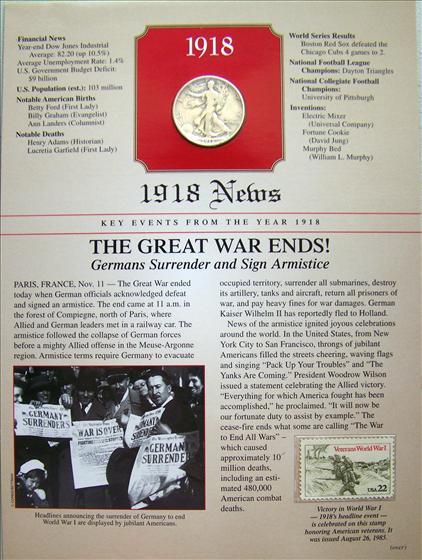 Financial News
Year-end Dow Jones Industrial
Average: 82.20 (up 10.5%)
Average Unemployment Rate: 1.4%
U.S. Government Budget Deficit:
$9 billion
U.S. Population (est.): 103 million
Notable American Births
Betty Ford (First Lady)
Billy Graham (Evangelist)
Ann Landers (Columnist)
Notable Deaths
Henry Adams (Historian)
Lucretia Garfield (First Lady)
1918
World Series Results
Boston Red Sox defeated the
Chicago Cubs 4 games to 2.
National Football League
Champions: Dayton Triangles
National Collegiate Football
Champions:
University of Pittsburgh
Inventions:
Electric Mixer
(Universal Company)
Fortune Cookie
(David Jung)
Murphy Bed
(William L. Murphy)
1918 News
KEY EVENTS FROM THE YEAR 1918
THE GREAT WAR ENDS!
Germans Surrender and Sign Armistice
PARIS, FRANCE, Nov. 11 — The Great War ended
today when German officials acknowledged defeat
and signed an armistice. The end came at 11 a.m. in
the forest of Compiegne, north of Paris, where
Allied and German leaders met in a railway car. The
armistice followed the collapse of German forces
before a mighty Allied offensive in the Meuse-Argonne
region. Armistice terms require Germany to evacuate
occupied territory, surrender all submarines, destroy
its artillery, tanks and aircraft, return all prisoners of
war, and pay heavy fines for war damages. German
Kaiser Wilhelm II has reportedly fled to Holland.
News of the armistice ignited joyous celebrations
around the world. In the United States, from New
York City to San Francisco, throngs of jubilant
Americans filled the streets cheering, waving flags
and singing “Pack Up Your Troubles” and “The
Yanks Are Coming.” President Woodrow Wilson
issued a statement celebrating the Allied victory.
“Everything for which America fought has been
accomplished,” he proclaimed. “It will now be
our fortunate duty to assist by example.” The
cease-fire ends what some are calling “The War
to End All Wars” –
which caused
approximately 10
million deaths,
including an esti-
mated 480,000
American combat
deaths.
GERMANY
SURRENDERS
WAR IS OVER
GERMANY
SURRENDERS
Headlines announcing the surrender of Germany to end
World War I are displayed by jubilant Americans.
Veterans World War I
USA 22
Victory in World War I
— 1918's headline event —
is celebrated on this stamp
honoring American veterans. It
was issued August 26, 1985.
(over)